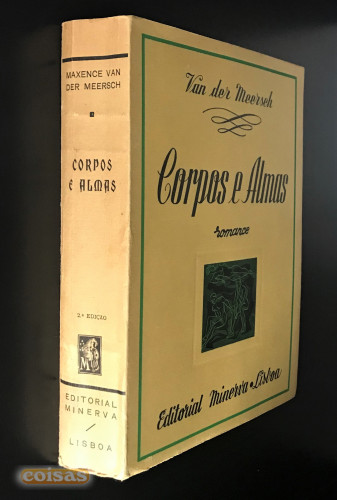 MAXENCE VAN
DER MEERSCH
CORPOS
E ALMAS
2.ª EDIÇÃO
M
EDITORIAL
MINERVA
LISBOA
Van der Meersch
Corpos e Almas
romance
Editorial Minerva • Lisboa
coisas